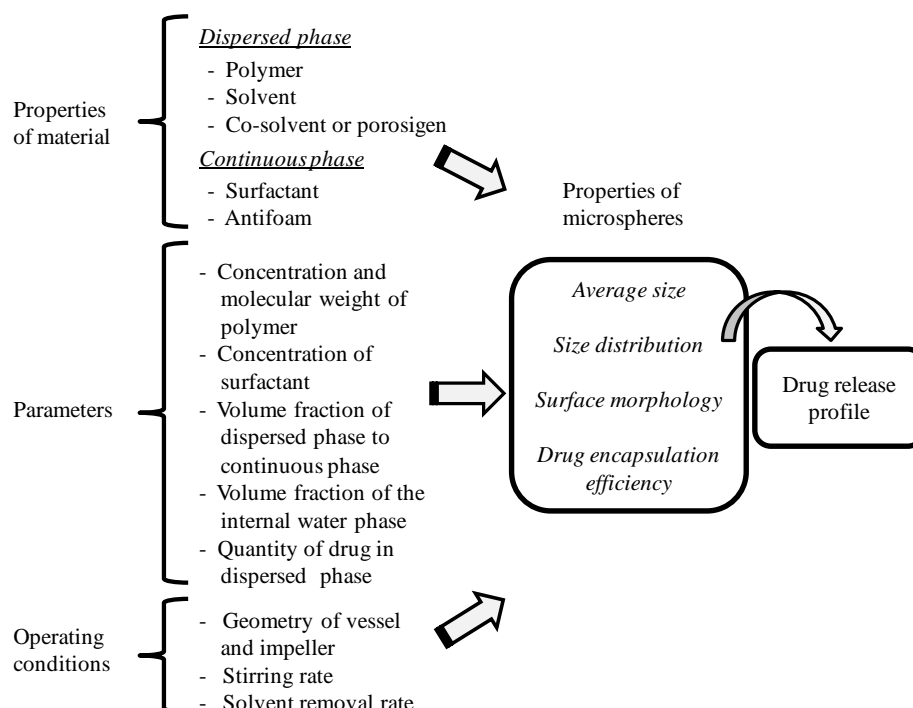 Properties
of material
Dispersed phase
- Polymer
- Solvent
- Co-solvent or porosigen
Continuous phase
- Surfactant
- Antifoam
Parameters
- Concentration and
molecular weight of
polymer
- Concentration of
surfactant
- Volume fraction of
dispersed phase to
continuous phase
- Volume fraction of the
internal water phase
- Quantity of drug in
dispersed phase
Operating
conditions
- Geometry of vessel
and impeller
- Stirring rate
- Solvent removal rate
Properties of
microspheres
Average size
Size distribution
Surface morphology
Drug encapsulation
efficiency
Drug release
profile